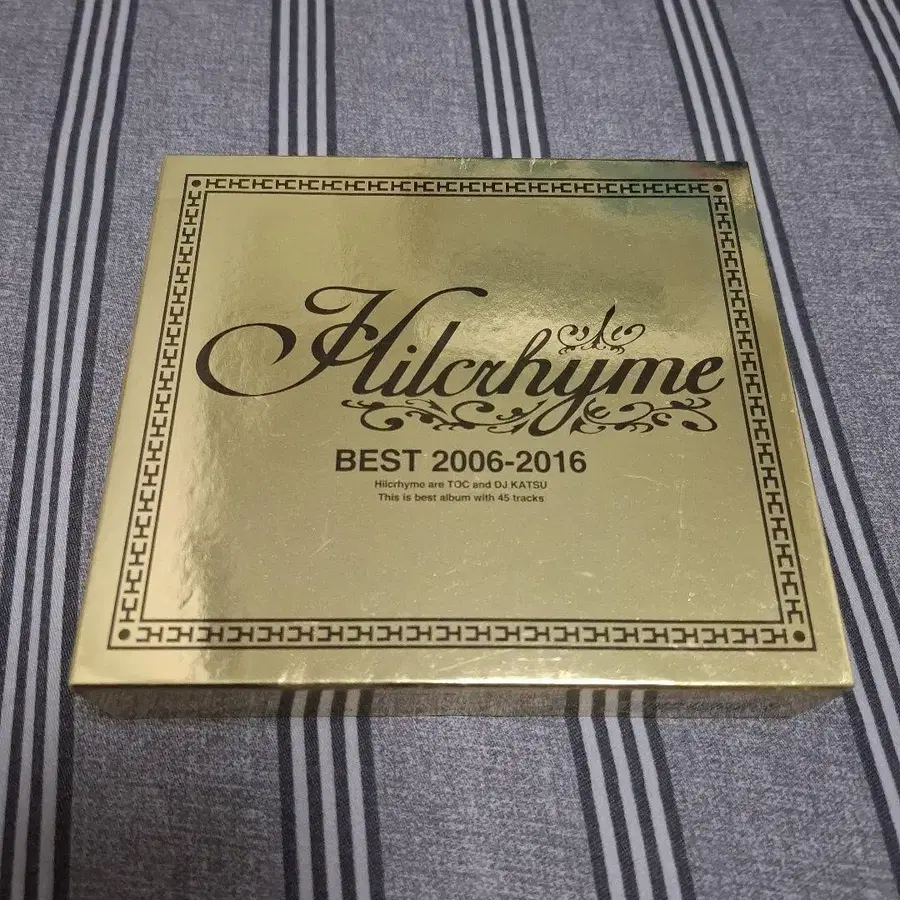 Hilcrhyme
BEST 2006-2016
Hilcrhyme are TOC and DJ KATSU
This is best album with 45 tracks